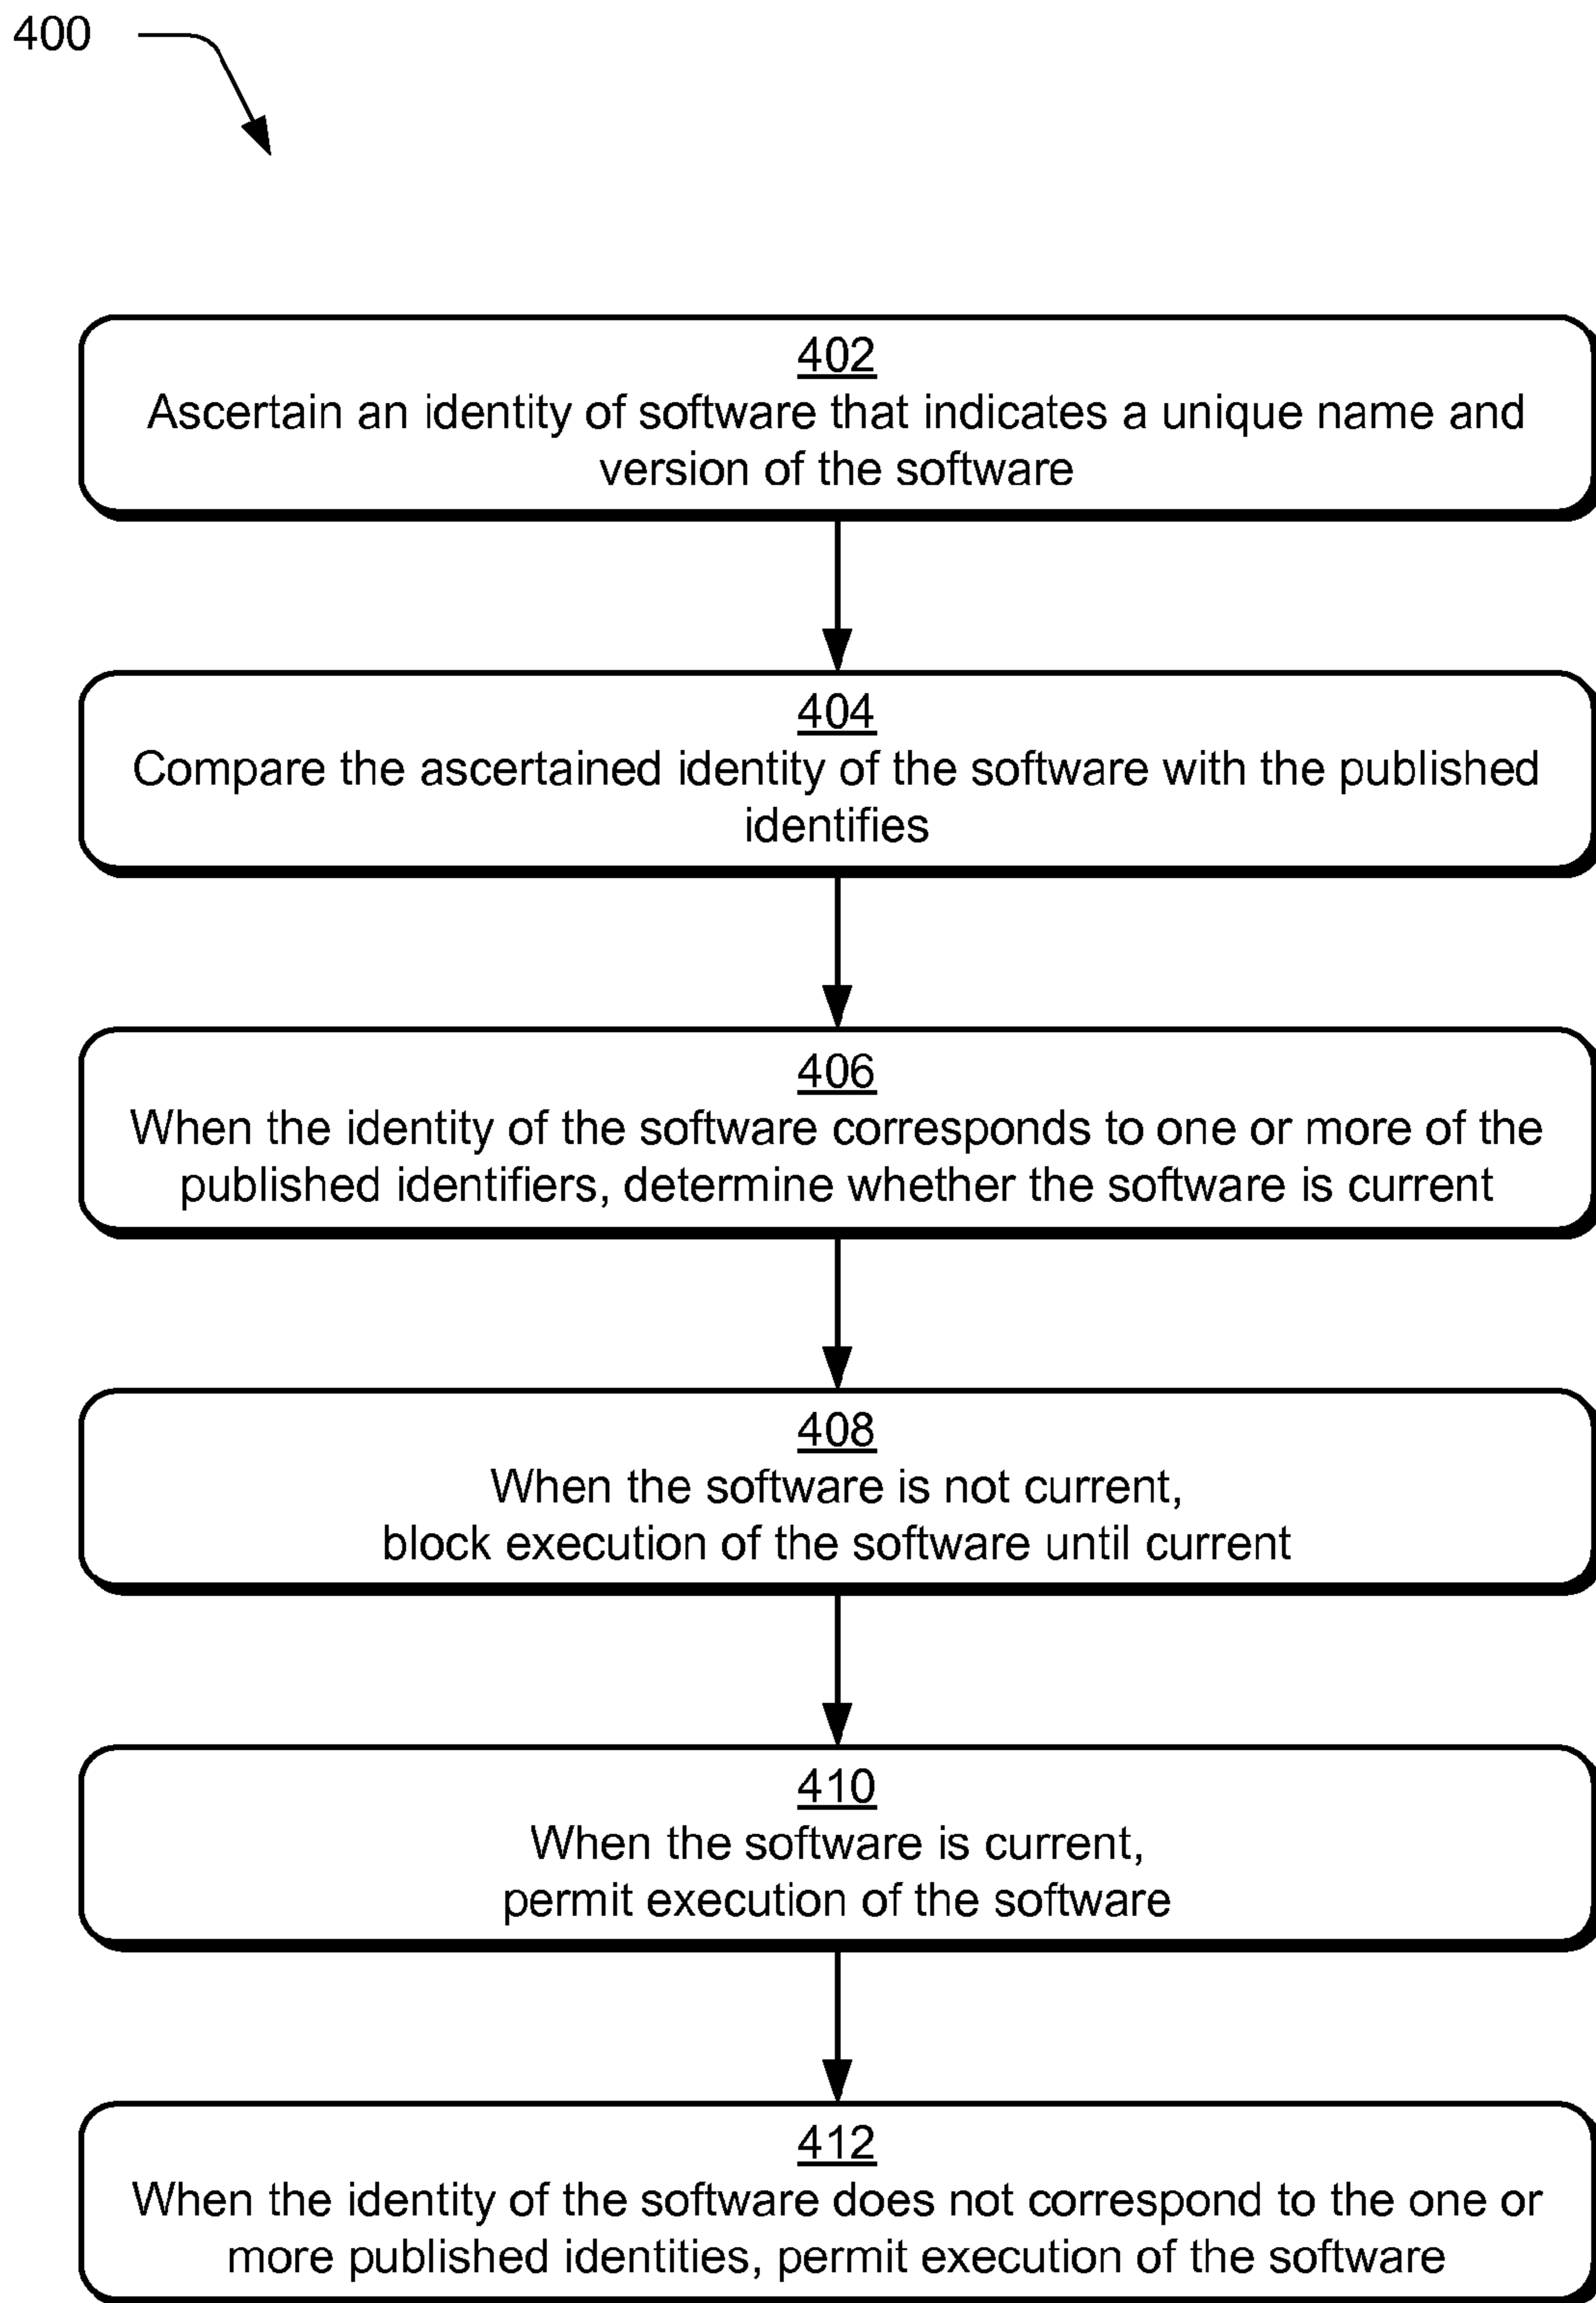 400
402
Ascertain an identity of software that indicates a unique name and
version of the software
404
Compare the ascertained identity of the software with the published
identifies
406
When the identity of the software corresponds to one or more of the
published identifiers, determine whether the software is current
408
When the software is not current,
block execution of the software until current
410
When the software is current,
permit execution of the software
412
When the identity of the software does not correspond to the one or
more published identities, permit execution of the software